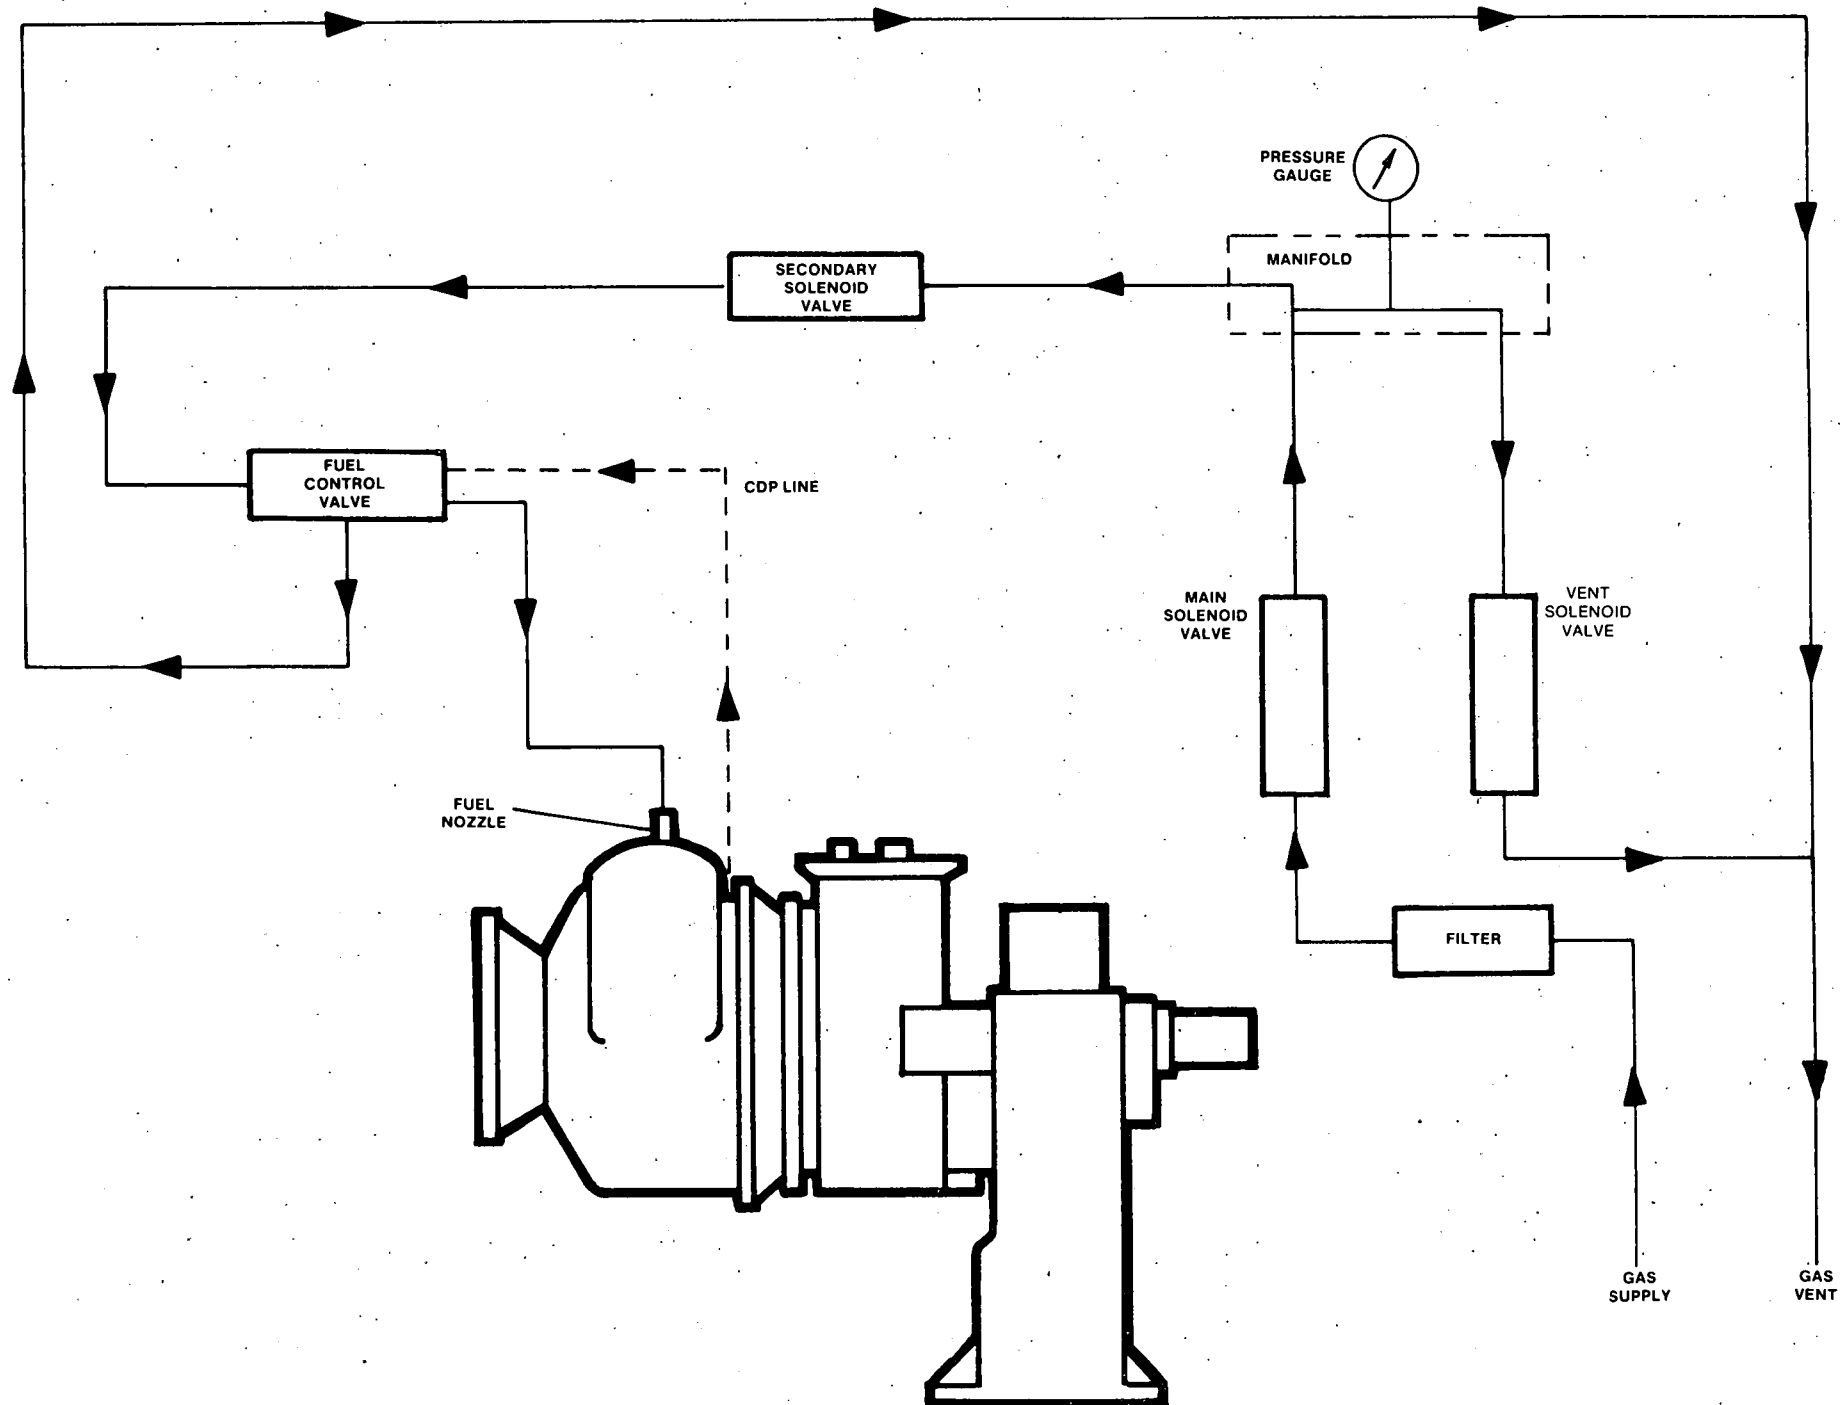 PRESSURE
GAUGE
MANIFOLD
SECONDARY
SOLENOID
VALVE
FUEL
CONTROL
VALVE
CDP LINE
MAIN
SOLENOID
VALVE
VENT
SOLENOID
VALVE
FUEL
NOZZLE
FILTER
GAS
SUPPLY
GAS
VENT